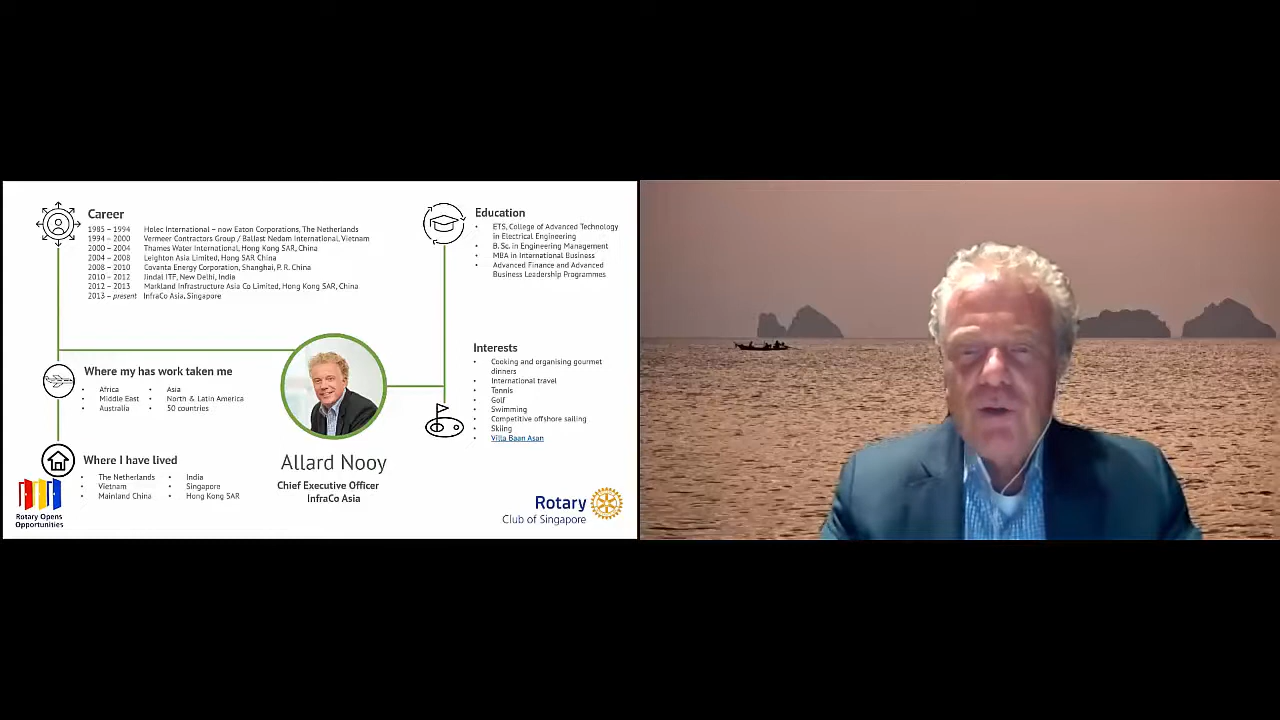 Career
1985 – 1994 Holec International – now Eaton Corporations, The Netherlands
1994 – 2000 Vermeer Contractors Group / Ballast Nedam International, Vietnam
2000 – 2004 Thames Water International, Hong Kong SAR, China
2004 – 2008 Leighton Asia Limited, Hong SAR China
2008 – 2010 Covanta Energy Corporation, Shanghai, P. R. China
2010 – 2012 Jindal ITF, New Delhi, India
2012 – 2013 Markland Infrastructure Asia Co Limited, Hong Kong SAR, China
2013 – present InfraCo Asia, Singapore
Where my has work taken me
• Africa • Asia
• Middle East • North & Latin America
• Australia • 50 countries
Where I have lived
• The Netherlands • India
• Vietnam • Singapore
• Mainland China • Hong Kong SAR
Rotary Opens
Opportunities
Allard Nooy
Chief Executive Officer
InfraCo Asia
Education
• ETS, College of Advanced Technology
in Electrical Engineering
• B. Sc. in Engineering Management
• MBA in International Business
• Advanced Finance and Advanced
Business Leadership Programmes
Interests
• Cooking and organising gourmet
dinners
• International travel
• Tennis
• Golf
• Swimming
• Competitive offshore sailing
• Skiing
• Villa Baan Asan
Rotary
Club of Singapore